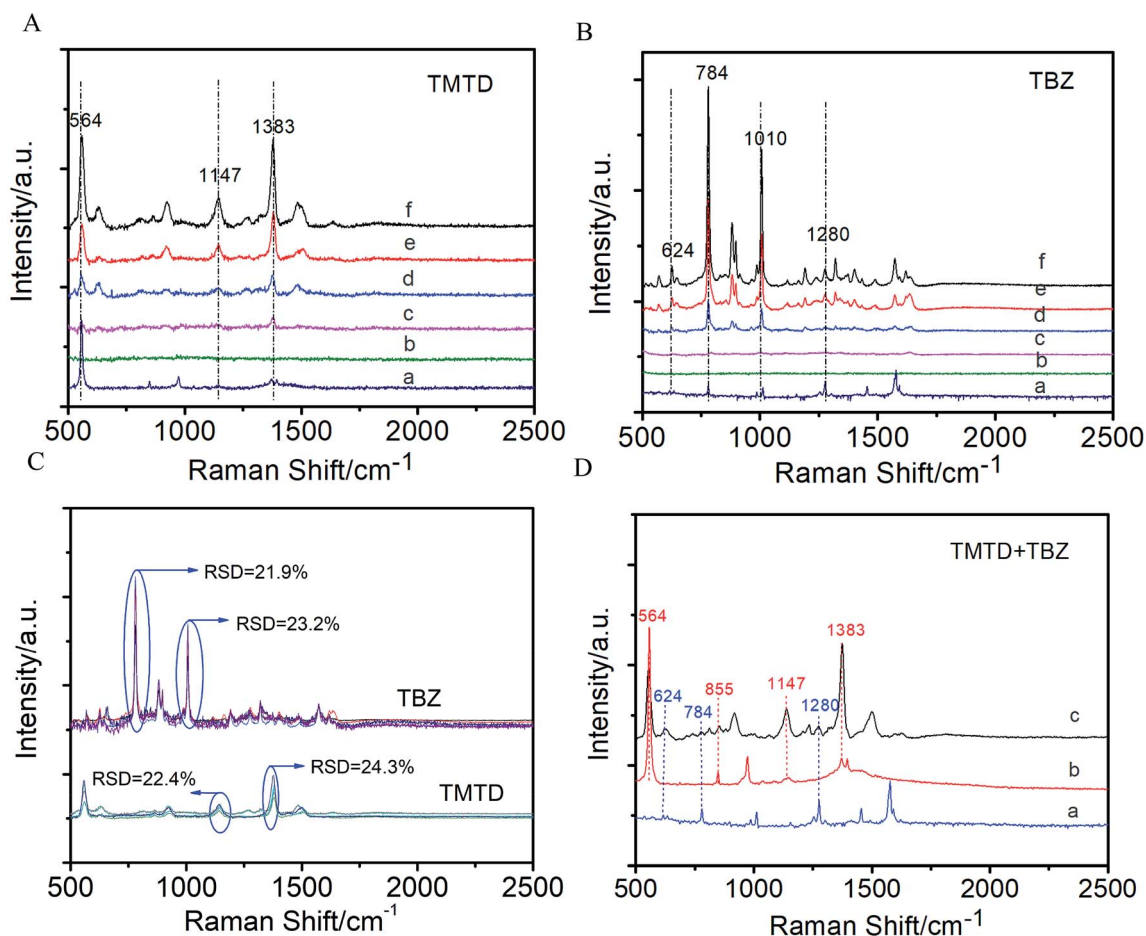 A
TMTD
564
1147
1383
f
e
d
c
b
a
Intensity/a.u.
500 1000 1500 2000 2500
Raman Shift/cm-1
B
TBZ
784
1010
624
1280
f
e
d
c
b
a
Intensity/a.u.
500 1000 1500 2000 2500
Raman Shift/cm-1
C
RSD=21.9%
RSD=23.2%
TBZ
RSD=22.4%
RSD=24.3%
TMTD
Intensity/a.u.
500 1000 1500 2000 2500
Raman Shift/cm-1
D
TMTD+TBZ
564
1383
624
784
855
1147
1280
c
b
a
Intensity/a.u.
500 1000 1500 2000 2500
Raman Shift/cm-1